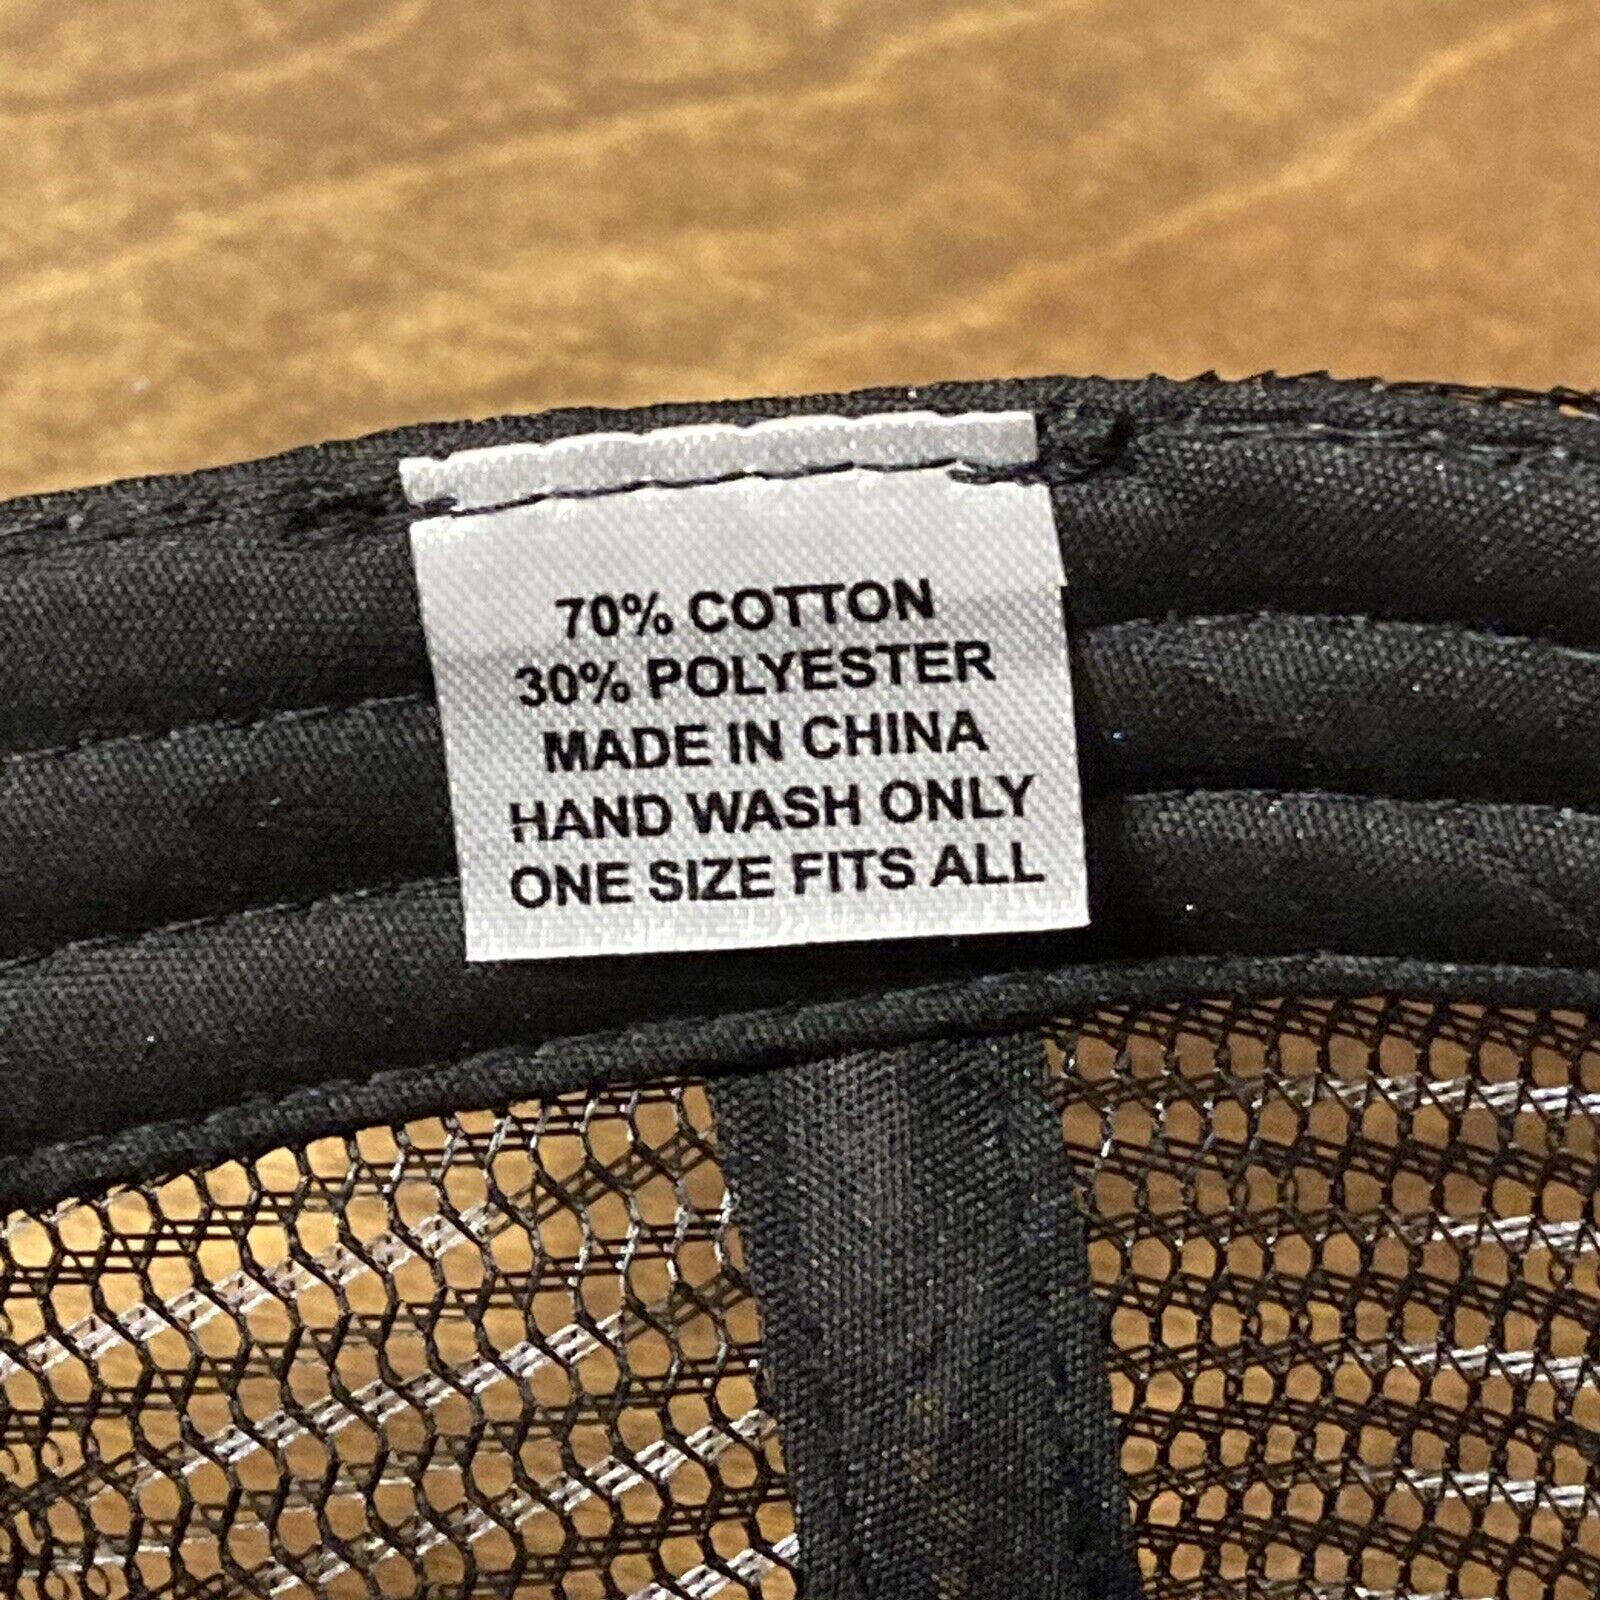 70% COTTON
30% POLYESTER
MADE IN CHINA
HAND WASH ONLY
ONE SIZE FITS ALL